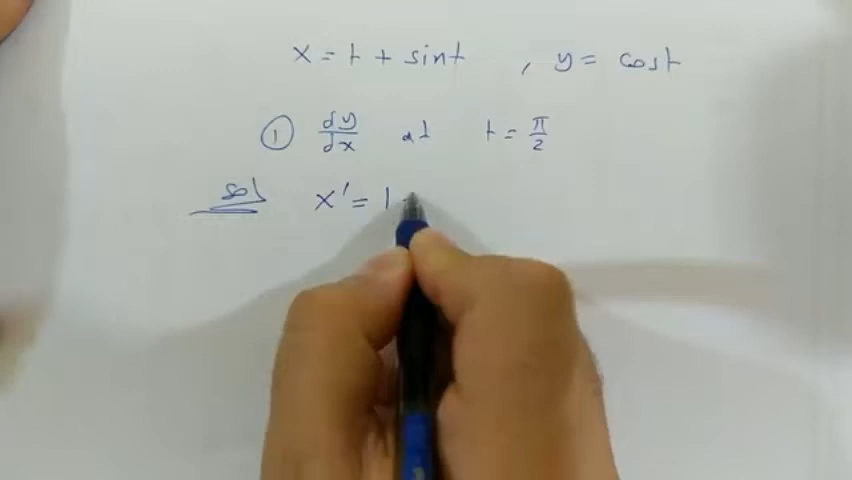 x = t + sint , y = cost
① dy/dx at t = π/2
sol x' = 1